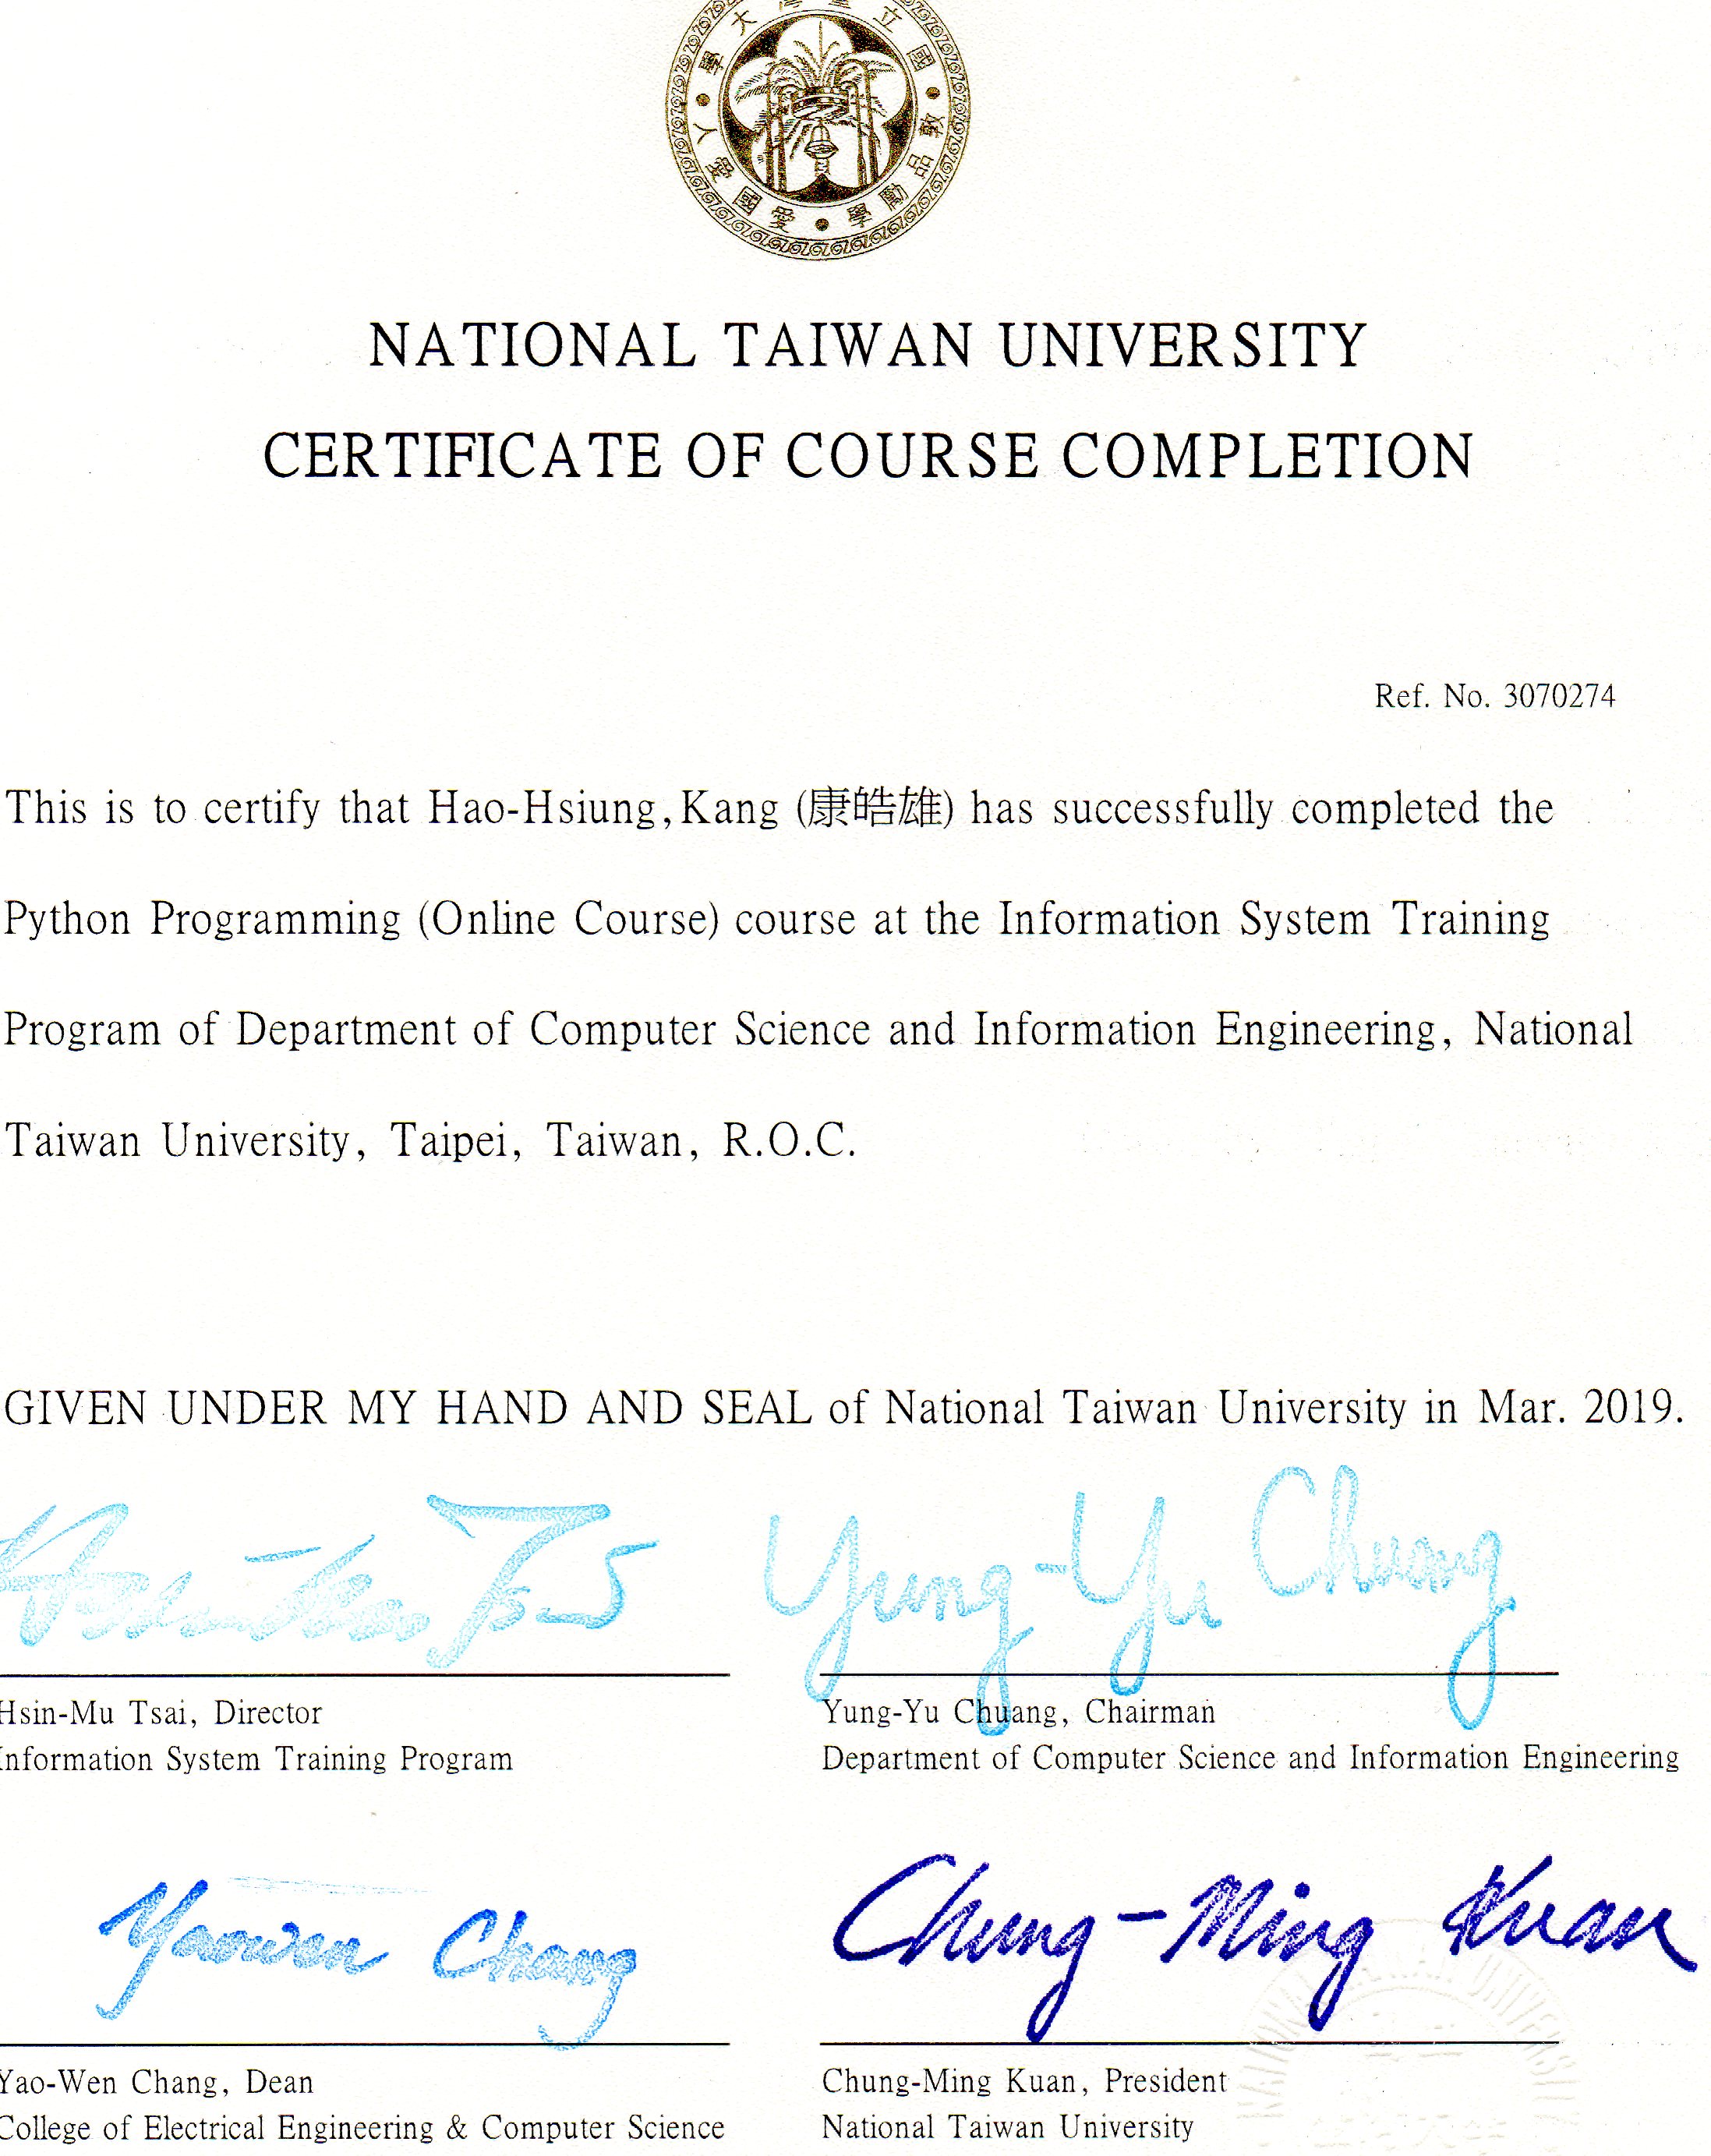 國立臺灣大學
敦品勵學 • 愛國愛人
NATIONAL TAIWAN UNIVERSITY
CERTIFICATE OF COURSE COMPLETION
Ref. No. 3070274
This is to certify that Hao-Hsiung, Kang (康皓雄) has successfully completed the
Python Programming (Online Course) course at the Information System Training
Program of Department of Computer Science and Information Engineering, National
Taiwan University, Taipei, Taiwan, R.O.C.
GIVEN UNDER MY HAND AND SEAL of National Taiwan University in Mar. 2019.
Yung-Yu Chuang
Hsin-Mu Tsai, Director
Information System Training Program
Yung-Yu Chuang, Chairman
Department of Computer Science and Information Engineering
Yaowen Chang
Chung-Ming Kuan
Yao-Wen Chang, Dean
College of Electrical Engineering & Computer Science
Chung-Ming Kuan, President
National Taiwan University